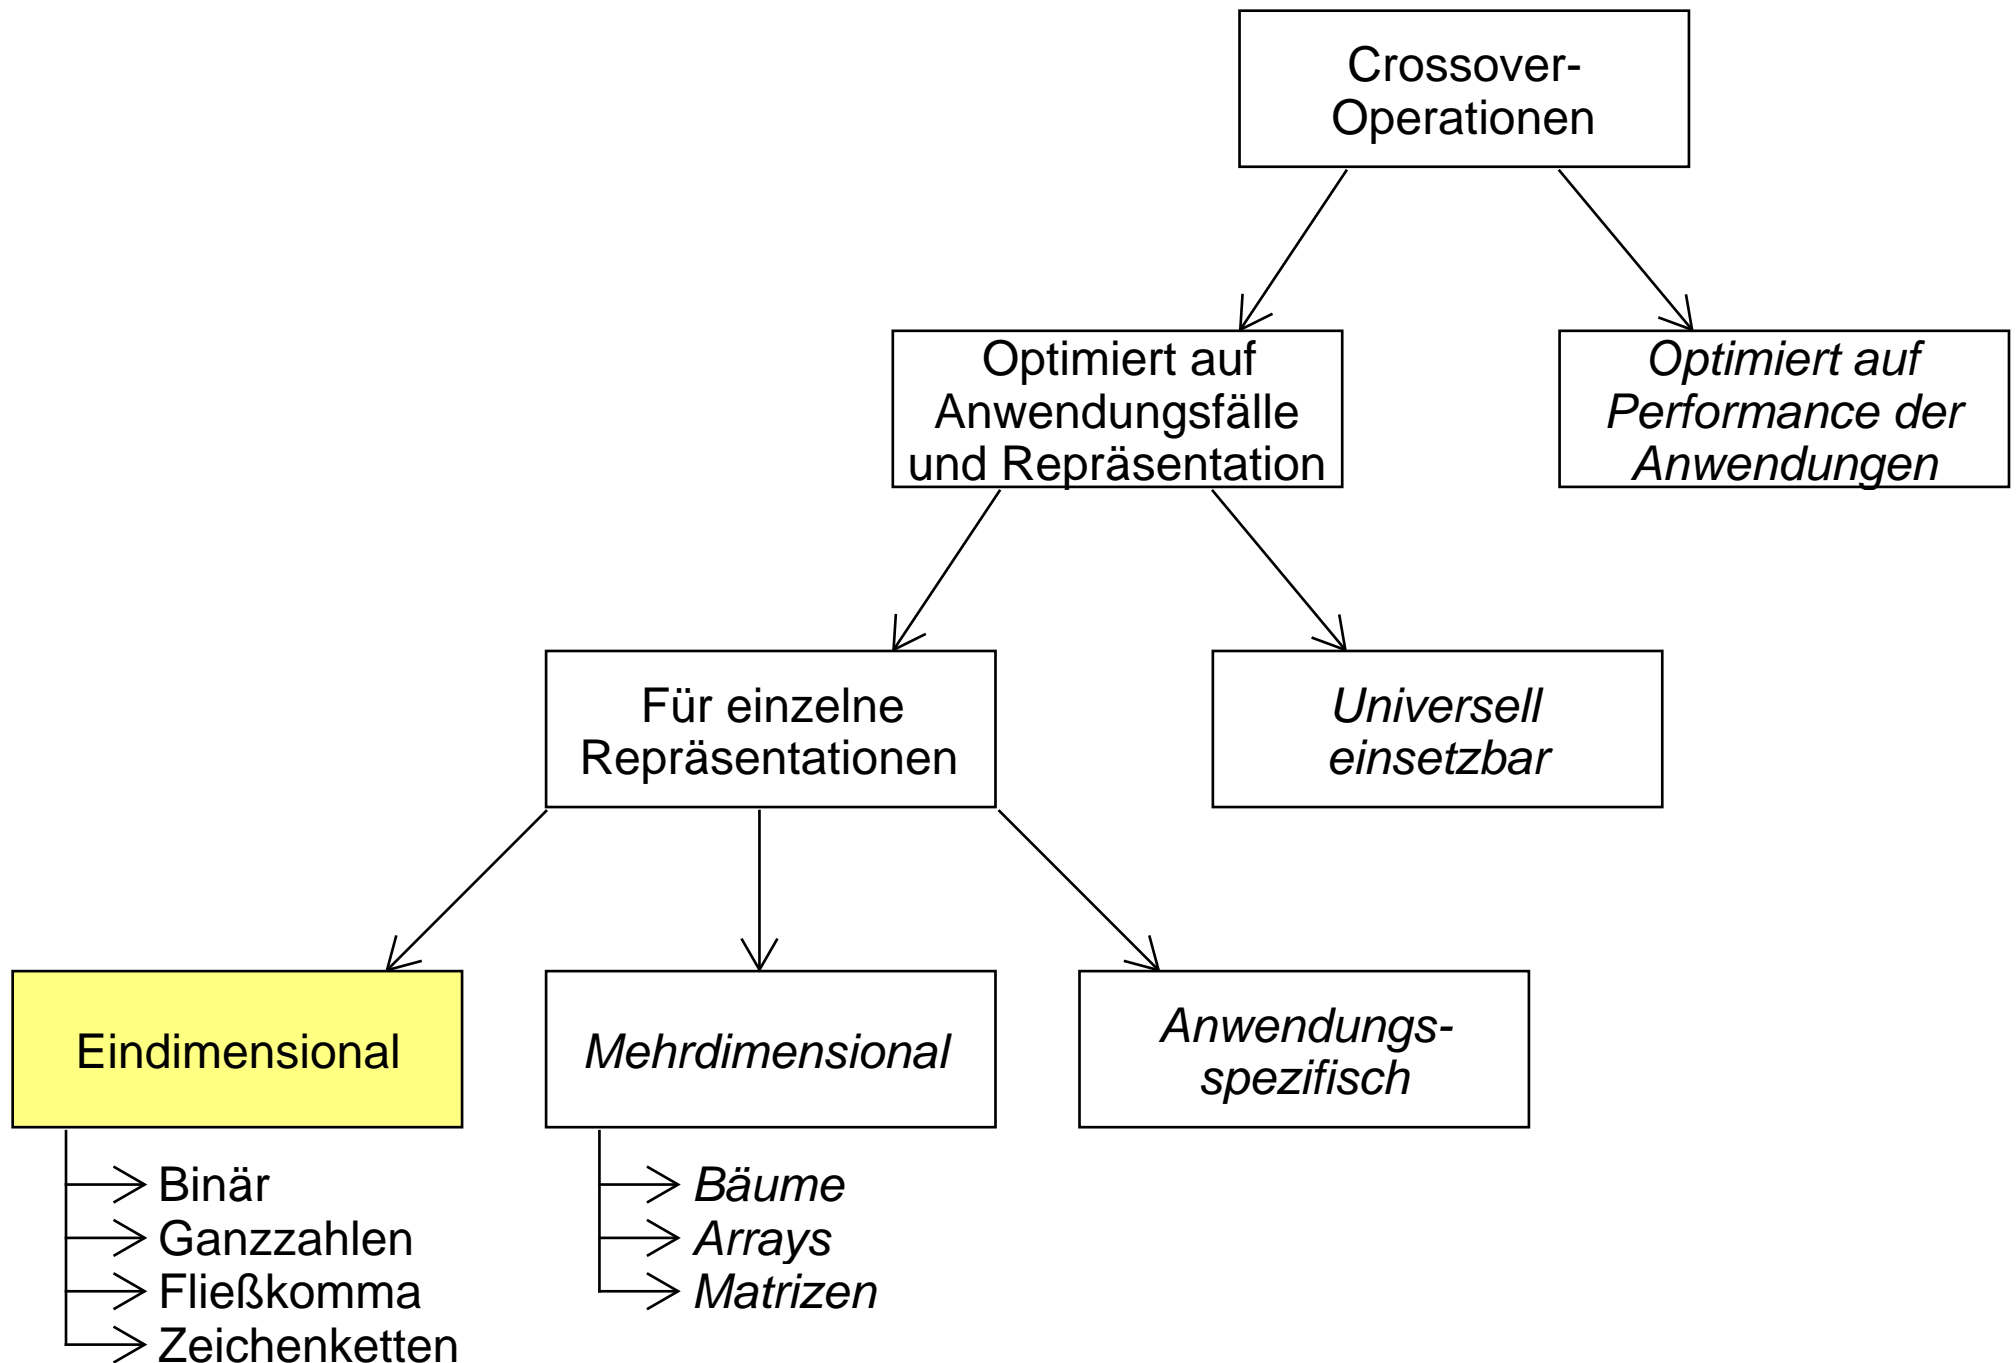 Crossover-
Operationen
Optimiert auf
Anwendungsfälle
und Repräsentation
Optimiert auf
Performance der
Anwendungen
Für einzelne
Repräsentationen
Universell
einsetzbar
Eindimensional
Mehrdimensional
Anwendungs-
spezifisch
Binär
Ganzzahlen
Fließkomma
Zeichenketten
Bäume
Arrays
Matrizen